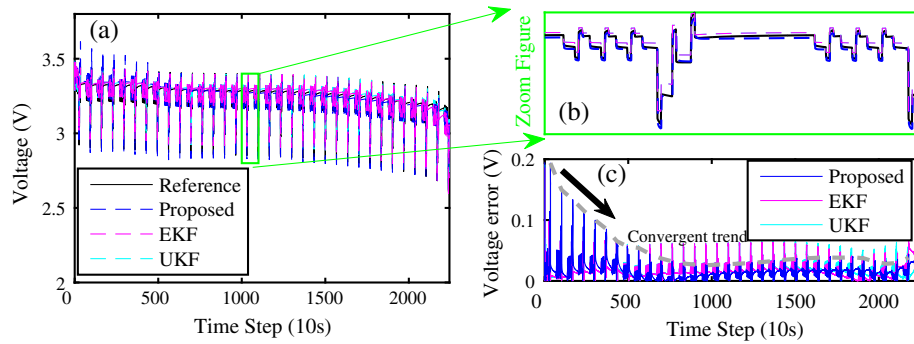 (a)
3.5
3
2.5
2
Voltage (V)
Reference
Proposed
EKF
UKF
0
500
1000
1500
2000
Time Step (10s)
Zoom Figure
(b)
(c)
0.2
0.1
0
Voltage error (V)
Proposed
EKF
UKF
Convergent trend
0
500
1000
1500
2000
Time Step (10s)